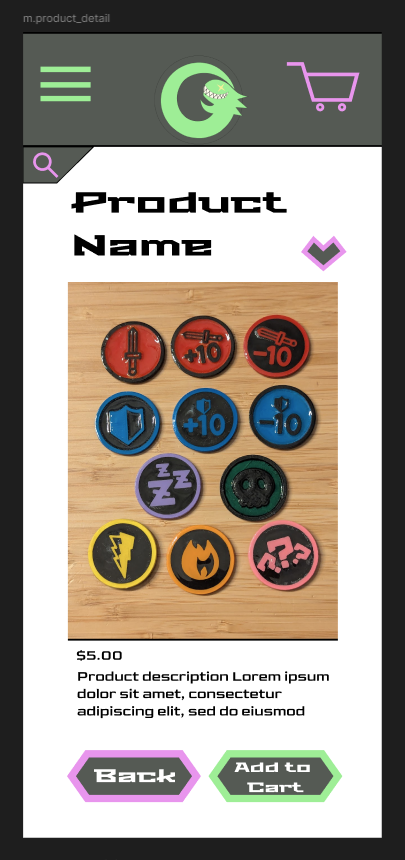 m.product_detail
Product
Name
+10
-10
+10
-10
Z Z Z
? ? ?
$5.00
Product description Lorem ipsum
dolor sit amet, consectetur
adipiscing elit, sed do eiusmod
Back
Add to
Cart